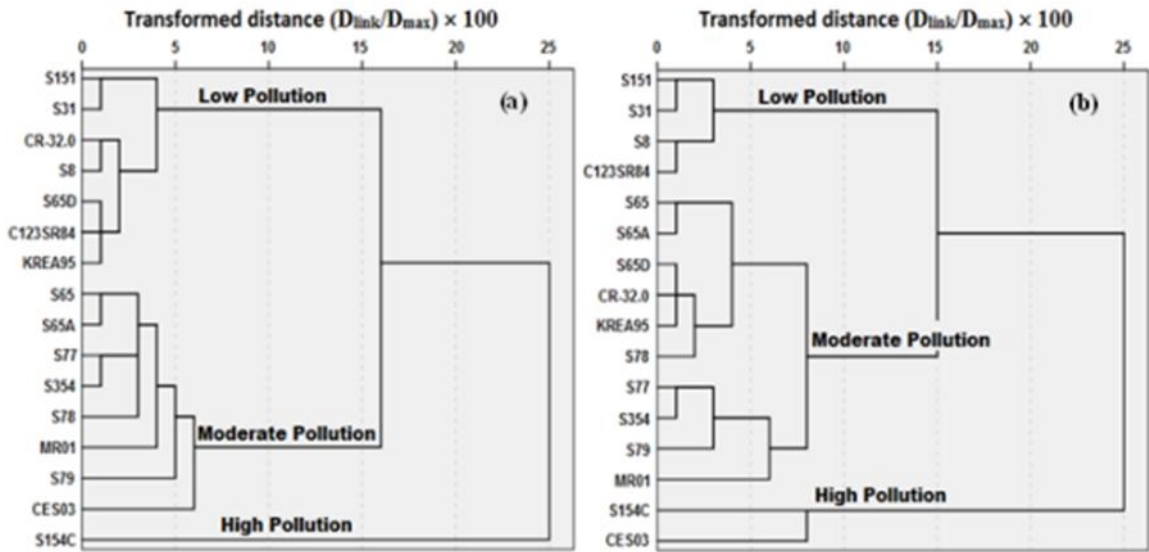 Transformed distance (Dlink/Dmax) × 100
0 5 10 15 20 25
(a)
S151
Low Pollution
S31
CR-32.0
S8
S65D
C123SR84
KREA95
S65
S65A
S77
S354
S78
MR01
Moderate Pollution
S79
CES03
High Pollution
S154C
Transformed distance (Dlink/Dmax) × 100
0 5 10 15 20 25
(b)
S151
Low Pollution
S31
S8
C123SR84
S65
S65A
S65D
CR-32.0
KREA95
Moderate Pollution
S78
S77
S354
S79
MR01
High Pollution
S154C
CES03